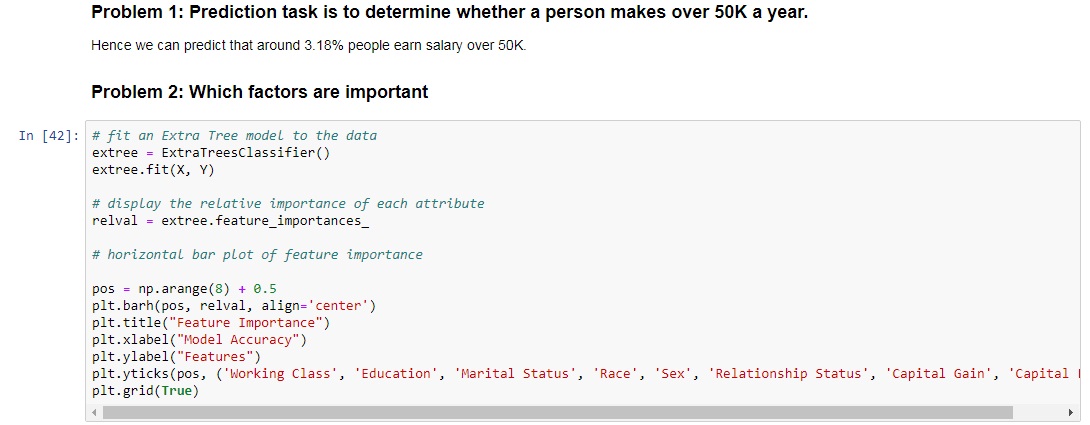 Problem 1: Prediction task is to determine whether a person makes over 50K a year.
Hence we can predict that around 3.18% people earn salary over 50K.
Problem 2: Which factors are important
In [42]: # fit an Extra Tree model to the data
extree = ExtraTreesClassifier()
extree.fit(X, Y)
# display the relative importance of each attribute
relval = extree.feature_importances_
# horizontal bar plot of feature importance
pos = np.arange(8) + 0.5
plt.barh(pos, relval, align='center')
plt.title("Feature Importance")
plt.xlabel("Model Accuracy")
plt.ylabel("Features")
plt.yticks(pos, ('Working Class', 'Education', 'Marital Status', 'Race', 'Sex', 'Relationship Status', 'Capital Gain', 'Capital
plt.grid(True)